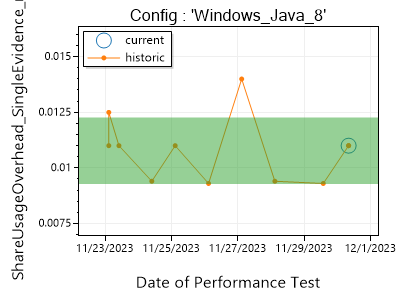 Config : 'Windows_Java_8'
current
historic
0.015
0.0125
0.01
0.0075
ShareUsageOverhead_SingleEvidence_
11/23/2023
11/25/2023
11/27/2023
11/29/2023
12/1/2023
Date of Performance Test